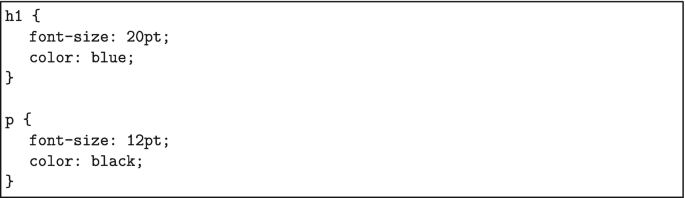 h1 {
   font-size: 20pt;
   color: blue;
}

p {
   font-size: 12pt;
   color: black;
}